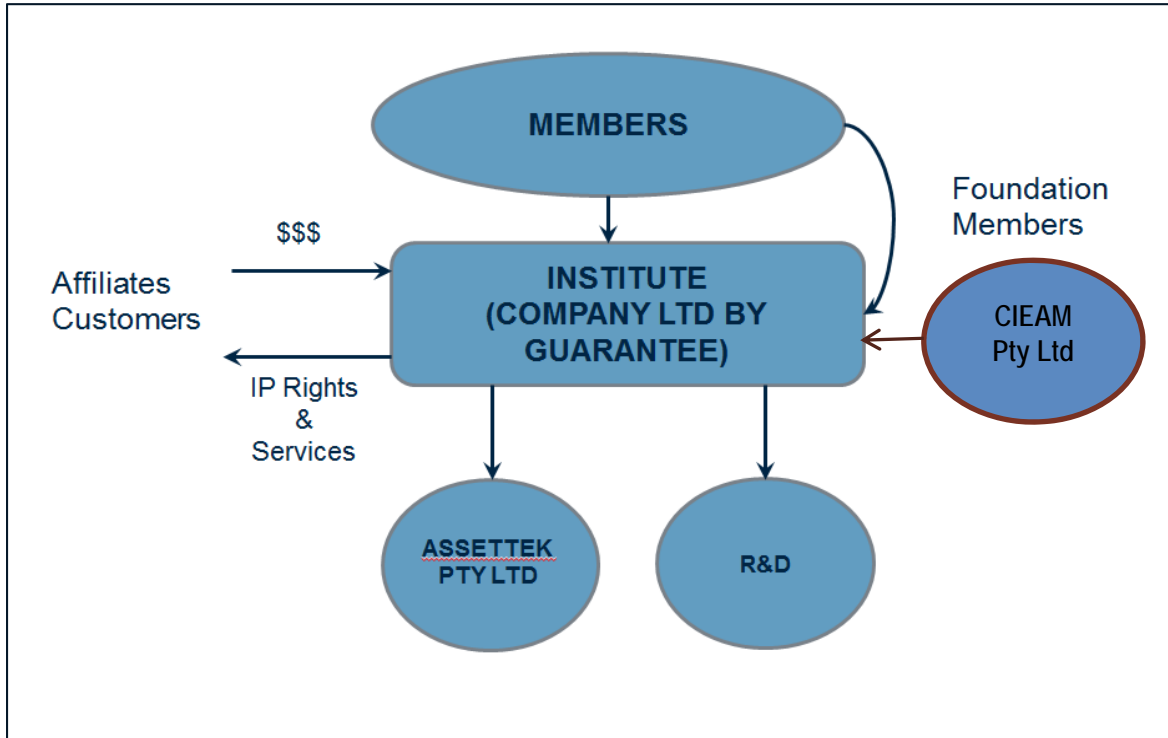 MEMBERS
Foundation
Members
$$$
Affiliates
Customers
INSTITUTE
(COMPANY LTD BY
GUARANTEE)
CIEAM
Pty Ltd
IP Rights
&
Services
ASSETTEK
PTY LTD
R&D